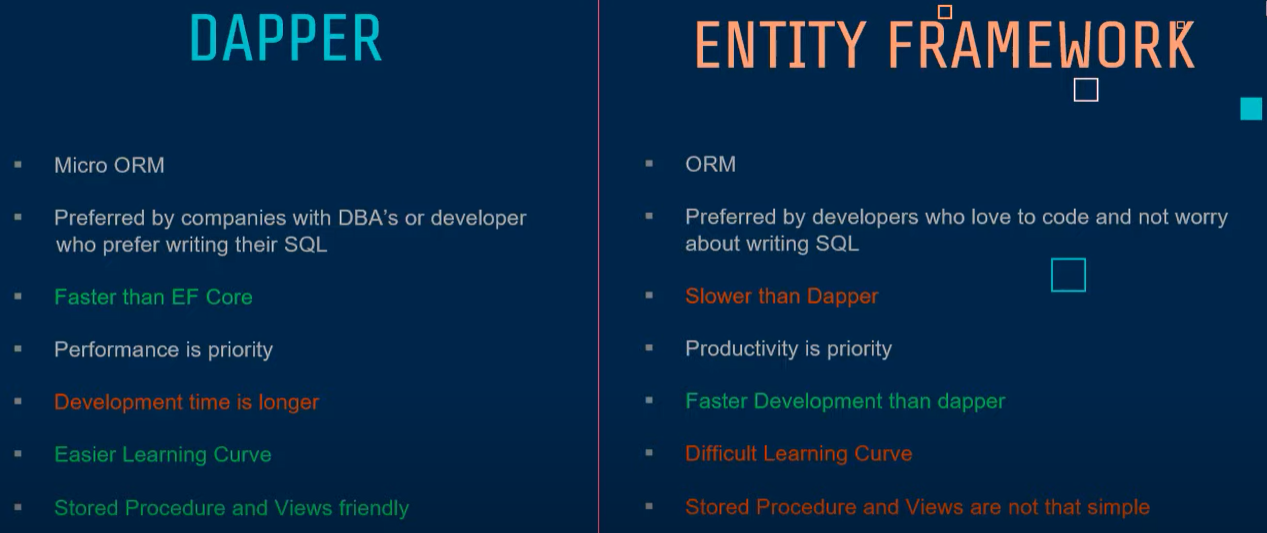 DAPPER
Micro ORM
Preferred by companies with DBA's or developer
who prefer writing their SQL
Faster than EF Core
Performance is priority
Development time is longer
Easier Learning Curve
Stored Procedure and Views friendly
ENTITY FRAMEWORK
ORM
Preferred by developers who love to code and not worry
about writing SQL
Slower than Dapper
Productivity is priority
Faster Development than dapper
Difficult Learning Curve
Stored Procedure and Views are not that simple